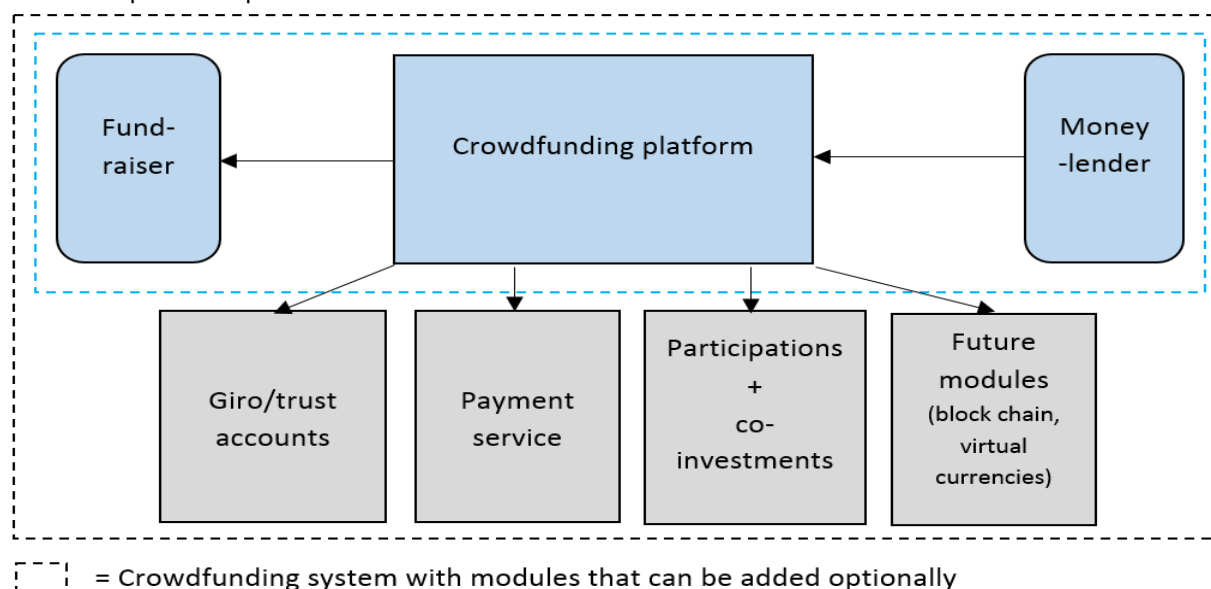 Fund-
raiser
Crowdfunding platform
Money
-lender
Giro/trust
accounts
Payment
service
Participations
+
co-
investments
Future
modules
(block chain,
virtual
currencies)
= Crowdfunding system with modules that can be added optionally